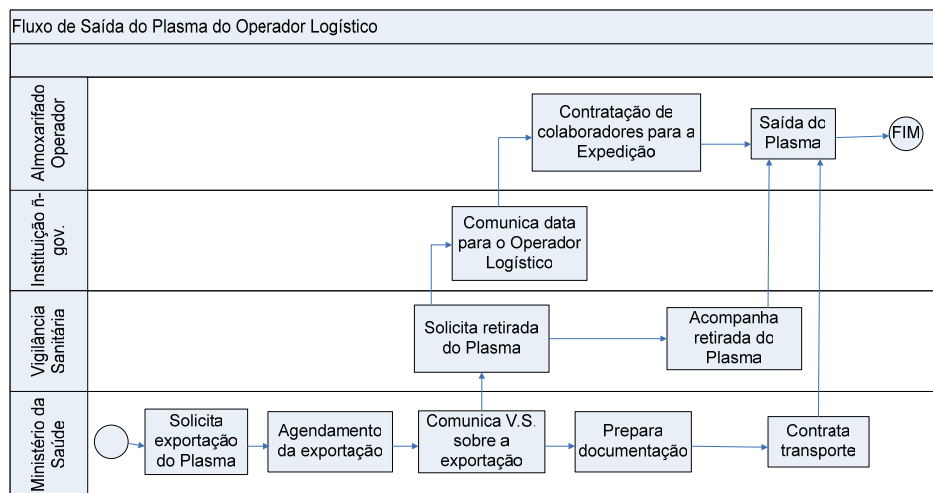 Fluxo de Saída do Plasma do Operador Logístico
Almoxarifado
Operador
Contratação de
colaboradores para a
Expedição
Saída do
Plasma
FIM
Instituição ñ-
gov.
Comunica data
para o Operador
Logístico
Vigilância
Sanitária
Solicita retirada
do Plasma
Acompanha
retirada do
Plasma
Ministério da
Saúde
Solicita
exportação
do Plasma
Agendamento
da exportação
Comunica V.S.
sobre a
exportação
Prepara
documentação
Contrata
transporte